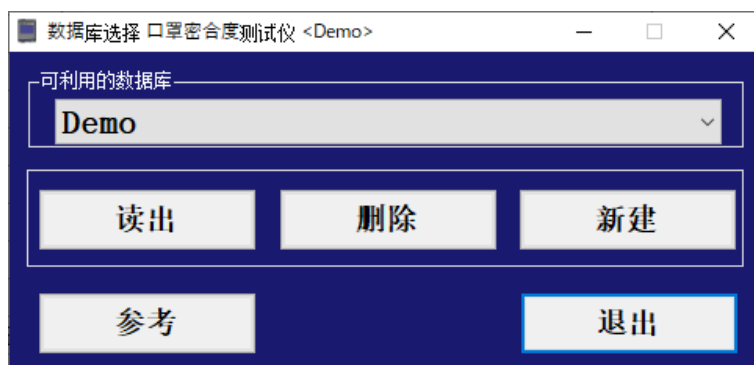 数据库选择 口罩密合度测试仪 <Demo>
可利用的数据库
Demo
读出 删除 新建
参考 退出